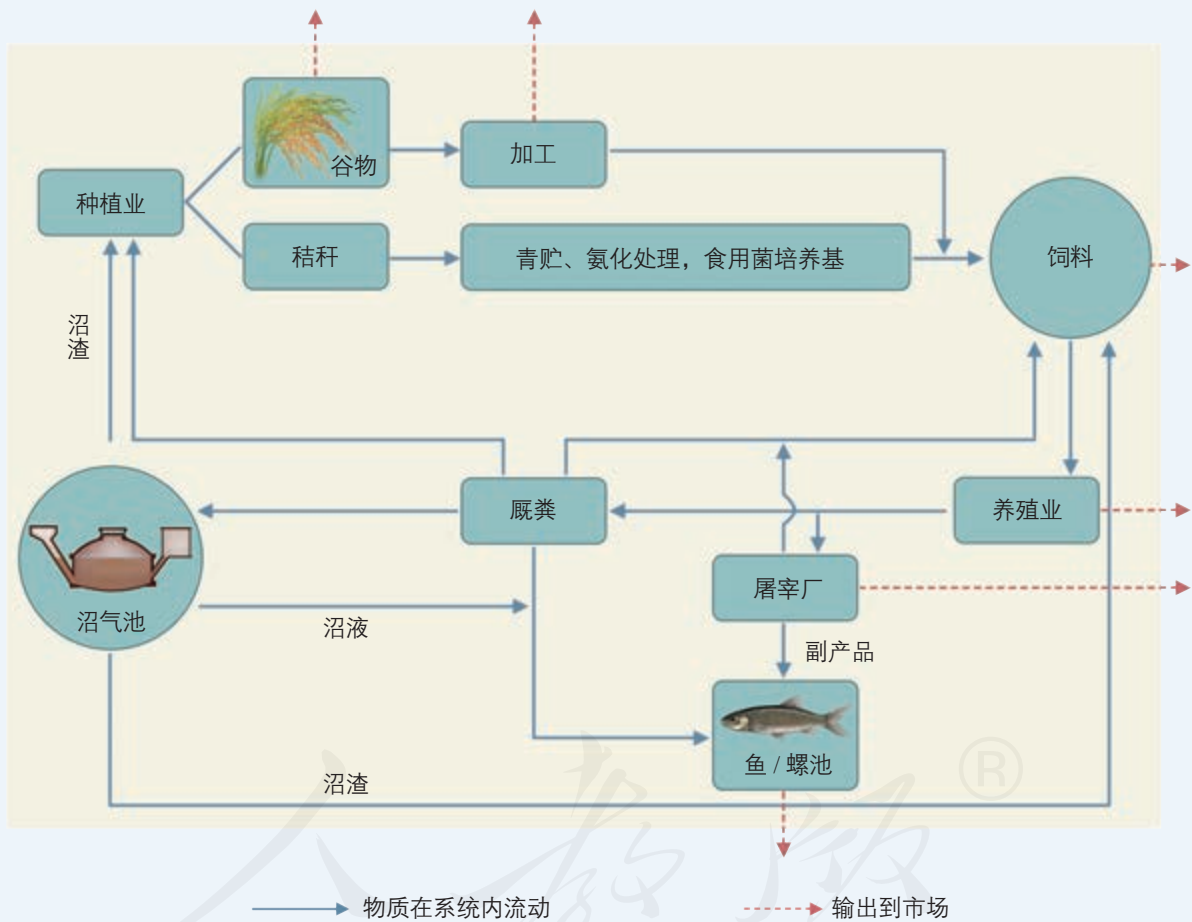 谷物
加工
种植业
秸秆
青贮、氨化处理，食用菌培养基
饲料
沼渣
厩粪
养殖业
沼气池
屠宰厂
沼液
副产品
鱼 / 螺池
沼渣
人教版®
物质在系统内流动
输出到市场